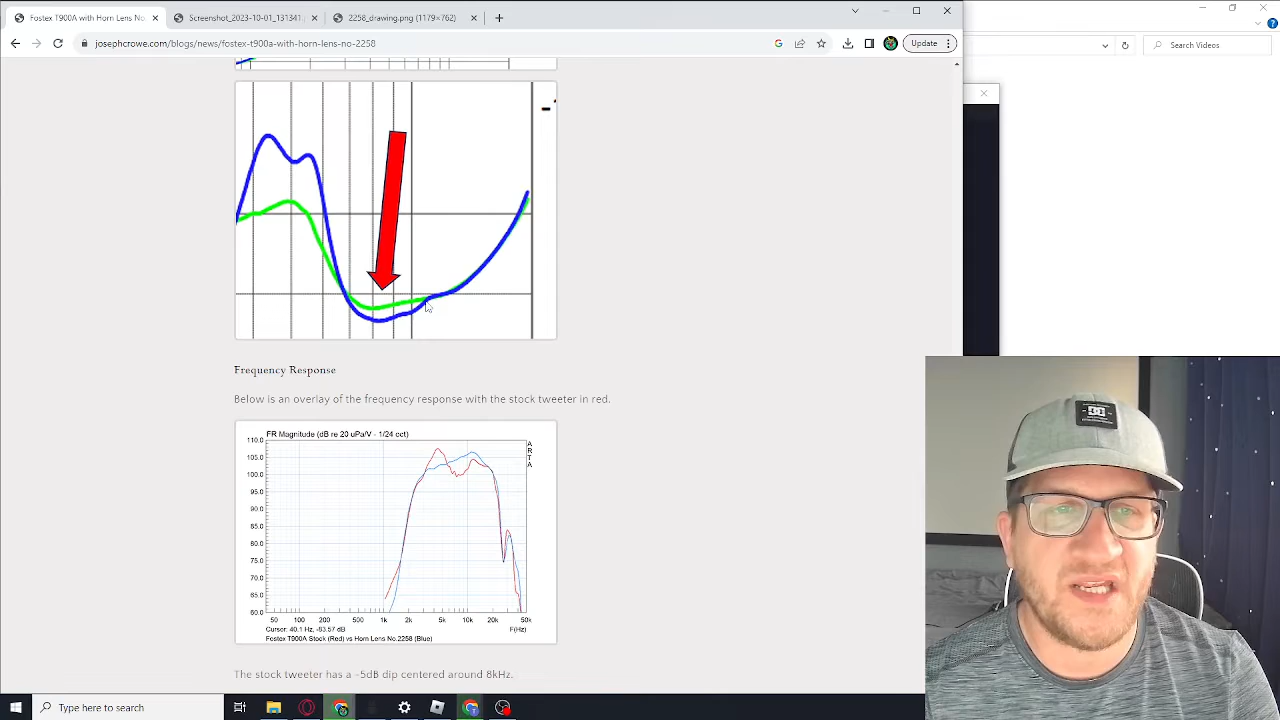 Fostex T900A with Horn Lens No.
Screenshot_2023-10-01_131341
2258_drawing.png (1179×762)
josephcrowe.com/blogs/news/fostex-t900a-with-horn-lens-no-2258
Update
Search Videos
Frequency Response
Below is an overlay of the frequency response with the stock tweeter in red.
FR Magnitude (dB re 20 uPa/V - 1/24 oct)
110.0
105.0
100.0
95.0
90.0
85.0
80.0
75.0
70.0
65.0
60.0
A
R
T
A
50 100 200 500 1k 2k 5k 10k 20k 50k
Cursor: 40.1 Hz, -83.57 dB
F(Hz)
Fostex T900A Stock (Red) vs Horn Lens No.2258 (Blue)
The stock tweeter has a -5dB dip centered around 8kHz.
DC
Type here to search